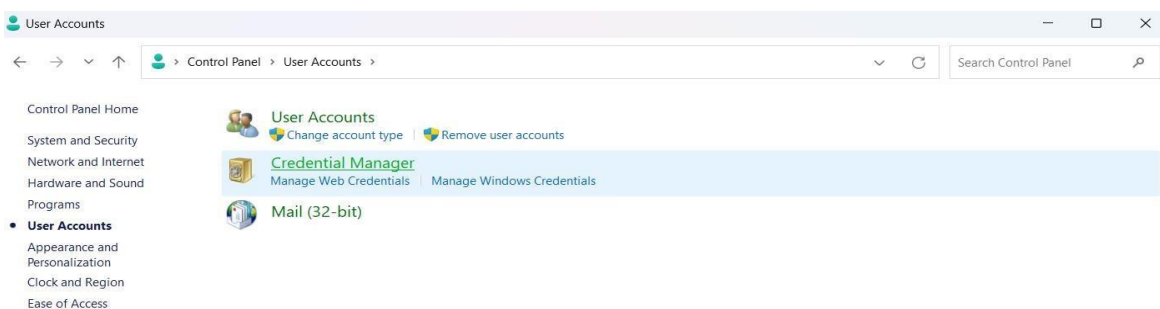 User Accounts
Control Panel > User Accounts >
Search Control Panel
Control Panel Home
System and Security
Network and Internet
Hardware and Sound
Programs
User Accounts
Appearance and
Personalization
Clock and Region
Ease of Access
User Accounts
Change account type | Remove user accounts
Credential Manager
Manage Web Credentials | Manage Windows Credentials
Mail (32-bit)